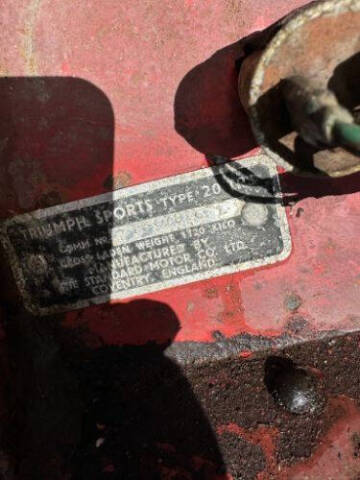 TRIUMPH SPORTS TYPE. 20
COMM NO.
GROSS LADEN WEIGHT 1120 KILO
MANUFACTURED BY
THE STANDARD MOTOR CO. LTD.
COVENTRY, ENGLAND.